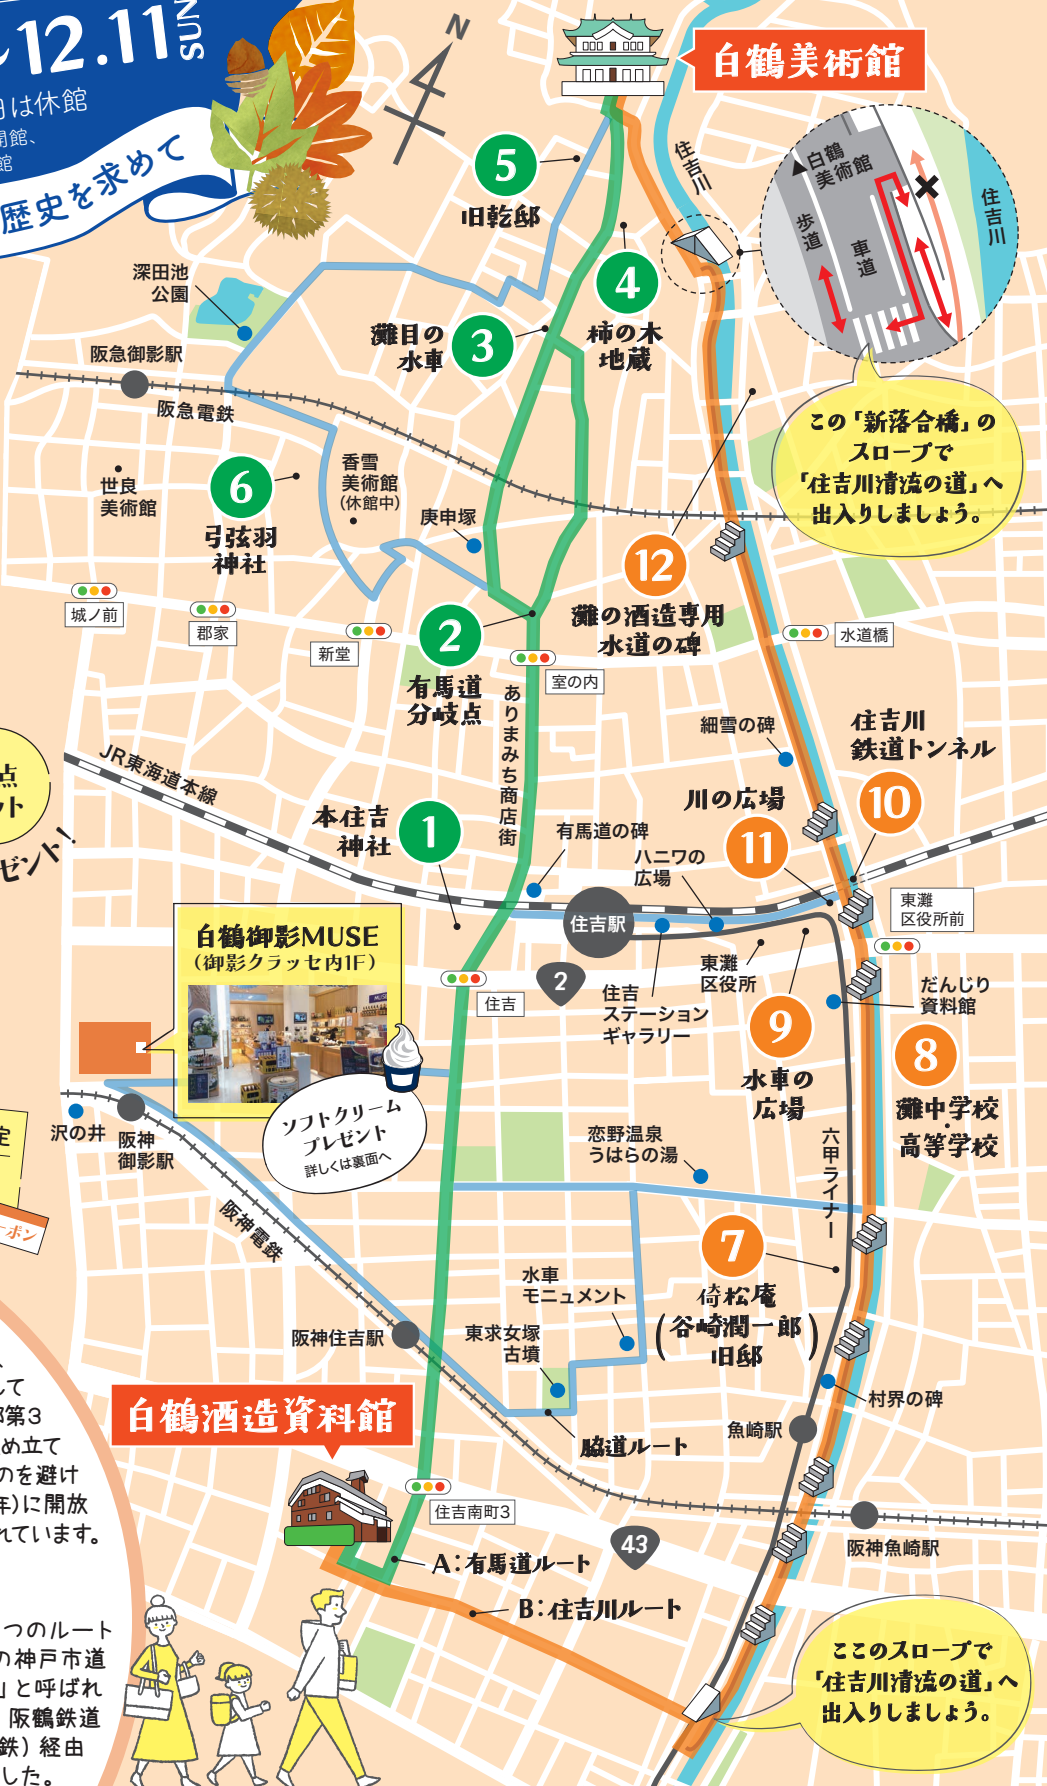 ~12.11
SUN
日は休館
開館、
館
歴史を求めて
N
白鶴美術館
住吉川
▲白鶴
美術館
歩道
車道
住吉川
この「新落合橋」の
スロープで
「住吉川清流の道」へ
出入りしましょう。
5
旧乾邸
4
柿の木
地蔵
深田池
公園
灘目の
水車
3
阪急御影駅
阪急電鉄
世良
美術館
6
弓弦羽
神社
香雪
美術館
(休館中)
庚申塚
12
灘の酒造専用
水道の碑
城ノ前
郡家
新堂
2
有馬道
分岐点
室の内
水道橋
ありまみち商店街
細雪の碑
住吉川
鉄道トンネル
10
JR東海道本線
点
ット
ゼント!
本住吉
神社
1
有馬道の碑
川の広場
11
ハニワの
広場
住吉駅
東灘
区役所前
白鶴御影MUSE
(御影クラッセ内1F)
住吉
2
住吉
ステーション
ギャラリー
東灘
区役所
だんじり
資料館
9
水車の
広場
8
灘中学校
・
高等学校
ソフトクリーム
プレゼント
詳しくは裏面へ
沢の井
阪神
御影駅
定
ーポン
阪神電鉄
恋野温泉
うはらの湯
六甲ライナー
7
倚松庵
(谷崎潤一郎)
旧邸
水車
モニュメント
阪神住吉駅
東求女塚
古墳
村界の碑
魚崎駅
脇道ルート
白鶴酒造資料館
住吉南町3
43
阪神魚崎駅
A:有馬道ルート
B:住吉川ルート
して
部第3
め立て
のを避け
年)に開放
れています。
つのルート
の神戸市道
」と呼ばれ
阪鶴鉄道
鉄)経由
した。
ここのスロープで
「住吉川清流の道」へ
出入りしましょう。